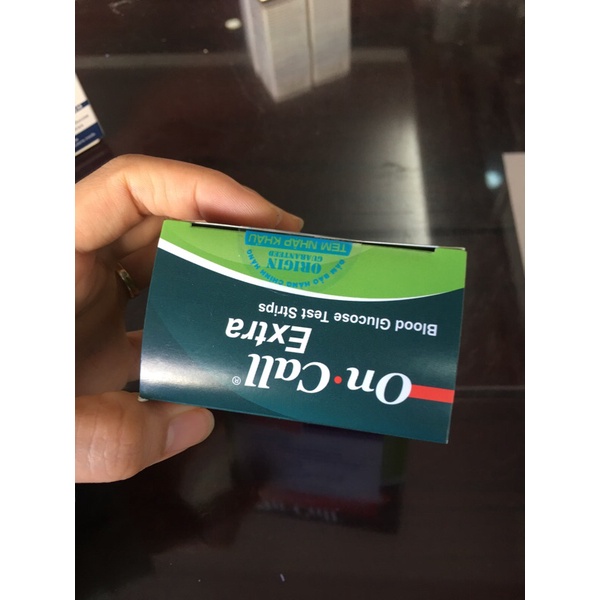 On•Call®
Extra
Blood Glucose Test Strips
ORIGIN
GUARANTEED
TEM NHẬP KHẨU